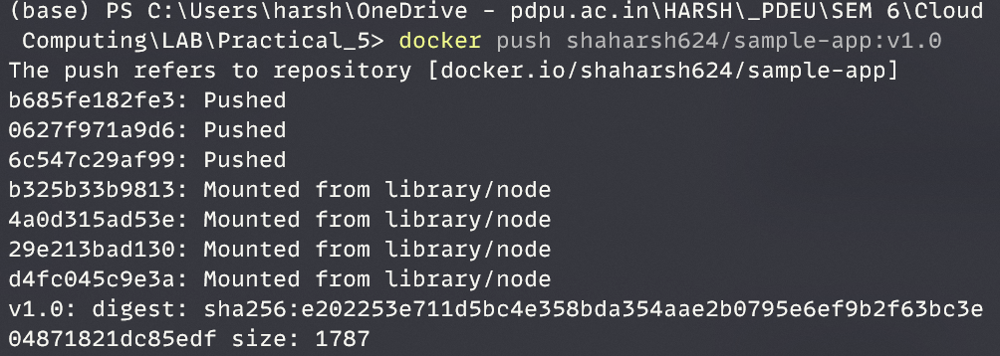 (base) PS C:\Users\harsh\OneDrive - pdpu.ac.in\HARSH\_PDEU\SEM 6\Cloud
Computing\LAB\Practical_5> docker push shaharsh624/sample-app:v1.0
The push refers to repository [docker.io/shaharsh624/sample-app]
b685fe182fe3: Pushed
0627f971a9d6: Pushed
6c547c29af99: Pushed
b325b33b9813: Mounted from library/node
4a0d315ad53e: Mounted from library/node
29e213bad130: Mounted from library/node
d4fc045c9e3a: Mounted from library/node
v1.0: digest: sha256:e202253e711d5bc4e358bda354aae2b0795e6ef9b2f63bc3e
04871821dc85edf size: 1787